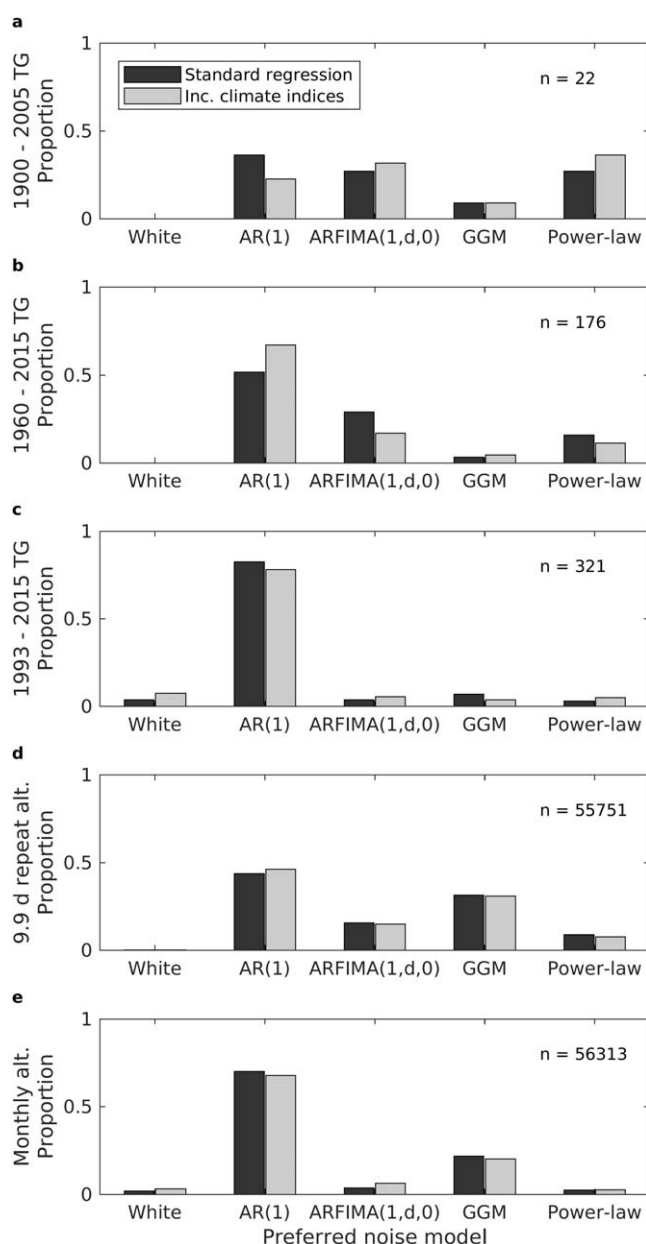 a
1900 - 2005 TG
Proportion
1
0.5
0
Standard regression
Inc. climate indices
n = 22
White AR(1) ARFIMA(1,d,0) GGM Power-law
b
1960 - 2015 TG
Proportion
1
0.5
0
n = 176
White AR(1) ARFIMA(1,d,0) GGM Power-law
c
1993 - 2015 TG
Proportion
1
0.5
0
n = 321
White AR(1) ARFIMA(1,d,0) GGM Power-law
d
9.9 d repeat alt.
Proportion
1
0.5
0
n = 55751
White AR(1) ARFIMA(1,d,0) GGM Power-law
e
Monthly alt.
Proportion
1
0.5
0
n = 56313
White AR(1) ARFIMA(1,d,0) GGM Power-law
Preferred noise model